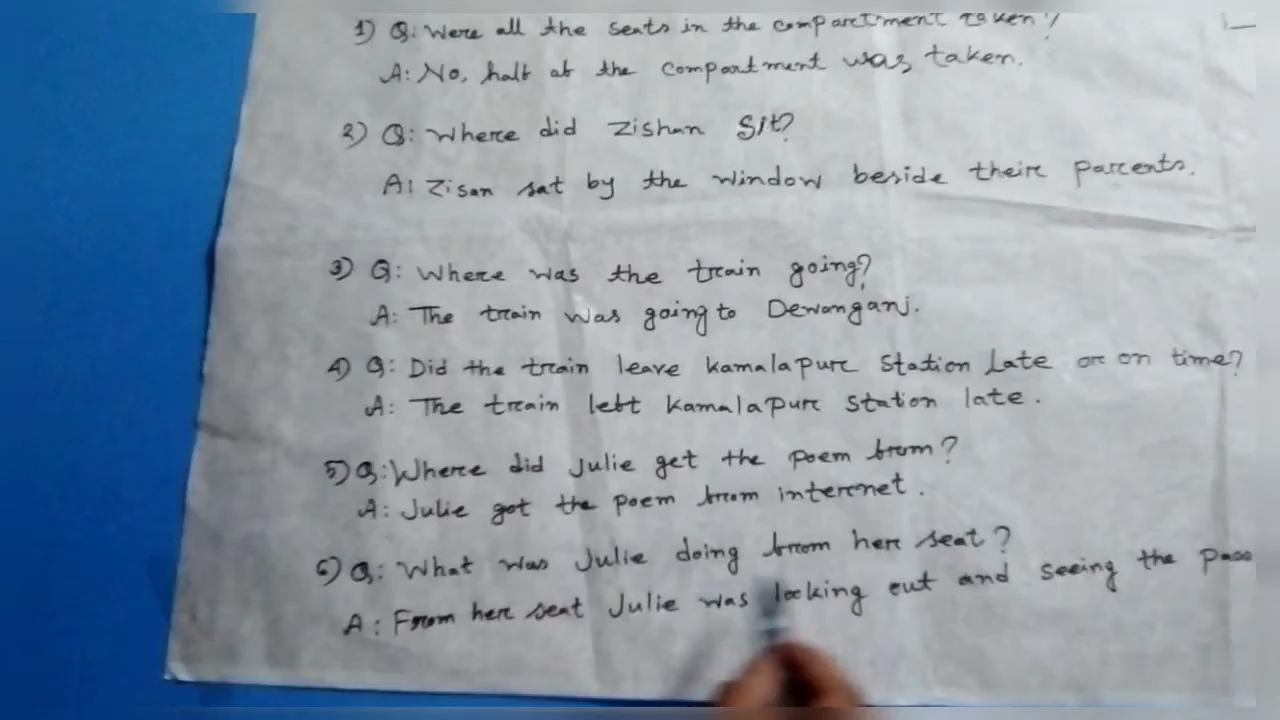 1) Q: Were all the seats in the compartment taken?
A: No, half of the compartment was taken.
2) Q: Where did Zishan Sit?
A: Zisan sat by the window beside their parents.
3) Q: Where was the train going?
A: The train was going to Dewanganj.
4) Q: Did the train leave Kamalapur Station Late or on time?
A: The train left Kamalapur Station late.
5) Q: Where did Julie get the poem from?
A: Julie got the poem from internet.
6) Q: What was Julie doing from her seat?
A: From her seat Julie was looking out and seeing the